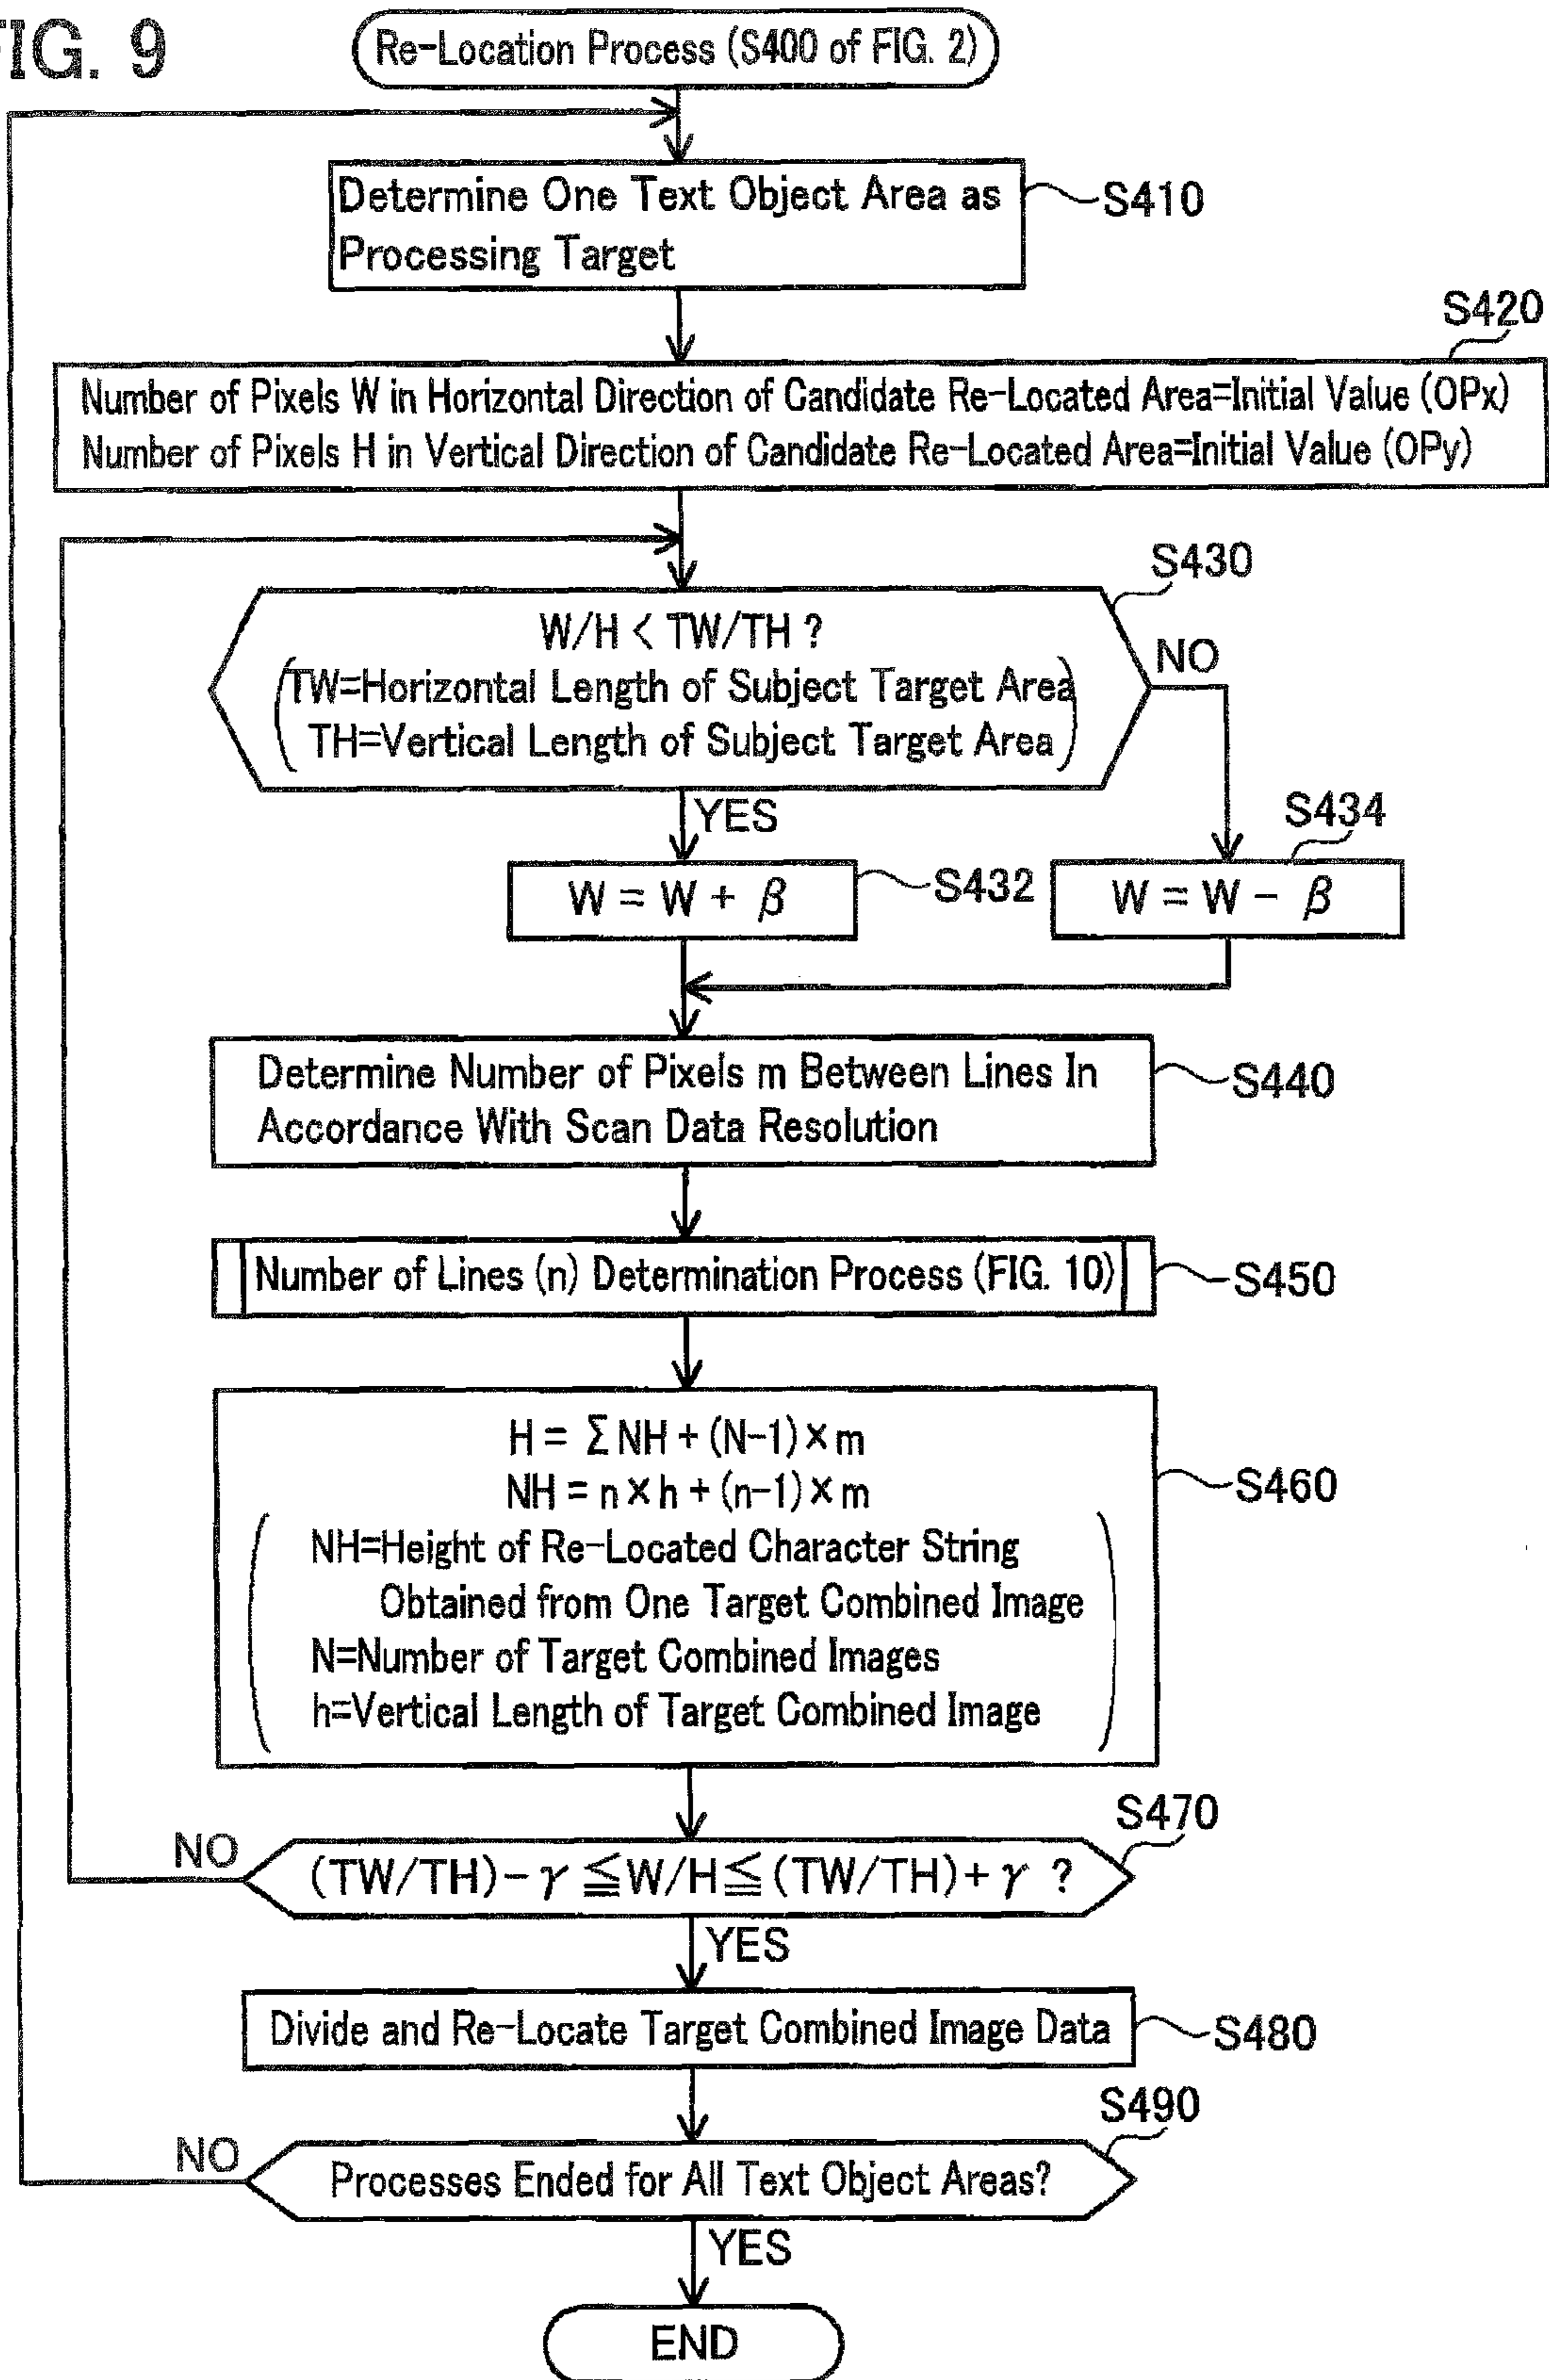 FIG. 9
Re-Location Process (S400 of FIG. 2)
Determine One Text Object Area as
Processing Target
S410
S420
Number of Pixels W in Horizontal Direction of Candidate Re-Located Area=Initial Value (OPx)
Number of Pixels H in Vertical Direction of Candidate Re-Located Area=Initial Value (OPy)
S430
W/H < TW/TH ?
(TW=Horizontal Length of Subject Target Area
TH=Vertical Length of Subject Target Area)
NO
YES
S434
W = W + β
S432
W = W - β
Determine Number of Pixels m Between Lines In
Accordance With Scan Data Resolution
S440
Number of Lines (n) Determination Process (FIG. 10)
S450
H = ΣNH + (N-1)×m
NH = n×h + (n-1)×m
S460
(NH=Height of Re-Located Character String
Obtained from One Target Combined Image
N=Number of Target Combined Images
h=Vertical Length of Target Combined Image)
S470
NO
(TW/TH)-γ≦W/H≦(TW/TH)+γ ?
YES
Divide and Re-Locate Target Combined Image Data
S480
S490
NO
Processes Ended for All Text Object Areas?
YES
END